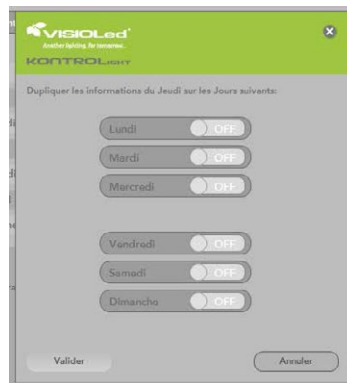 VISIOLed
Another lighting, for tomorrow.
KONTROLIGHT
Dupliquer les informations du Jeudi sur les Jours suivants:
Lundi OFF
Mardi OFF
Mercredi OFF
Vendredi OFF
Samedi OFF
Dimanche OFF
Valider
Annuler